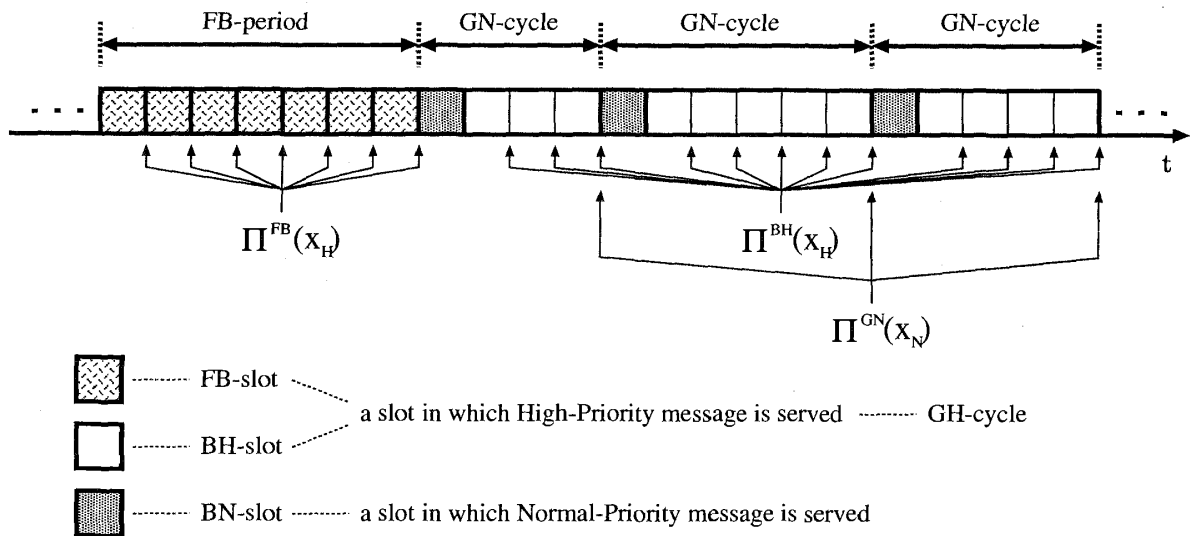 FB-period GN-cycle GN-cycle GN-cycle
t
Π^FB(X_H) Π^BH(X_H)
Π^GN(X_N)
FB-slot
a slot in which High-Priority message is served GH-cycle
BH-slot
BN-slot a slot in which Normal-Priority message is served